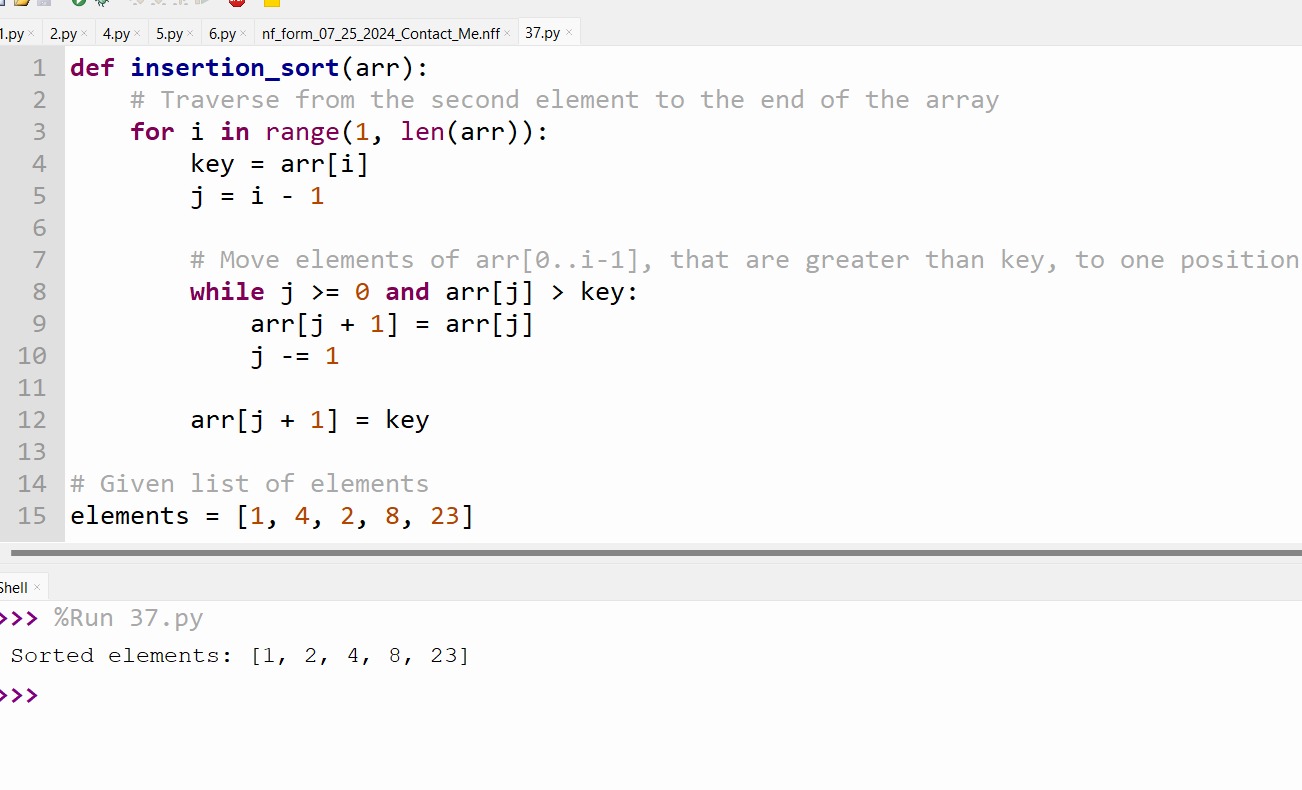 1.py × 2.py × 4.py × 5.py × 6.py × nf_form_07_25_2024_Contact_Me.nff × 37.py ×
1 def insertion_sort(arr):
2     # Traverse from the second element to the end of the array
3     for i in range(1, len(arr)):
4         key = arr[i]
5         j = i - 1
6
7         # Move elements of arr[0..i-1], that are greater than key, to one position
8         while j >= 0 and arr[j] > key:
9             arr[j + 1] = arr[j]
10             j -= 1
11
12         arr[j + 1] = key
13
14 # Given list of elements
15 elements = [1, 4, 2, 8, 23]
Shell ×
>>> %Run 37.py
Sorted elements: [1, 2, 4, 8, 23]
>>>